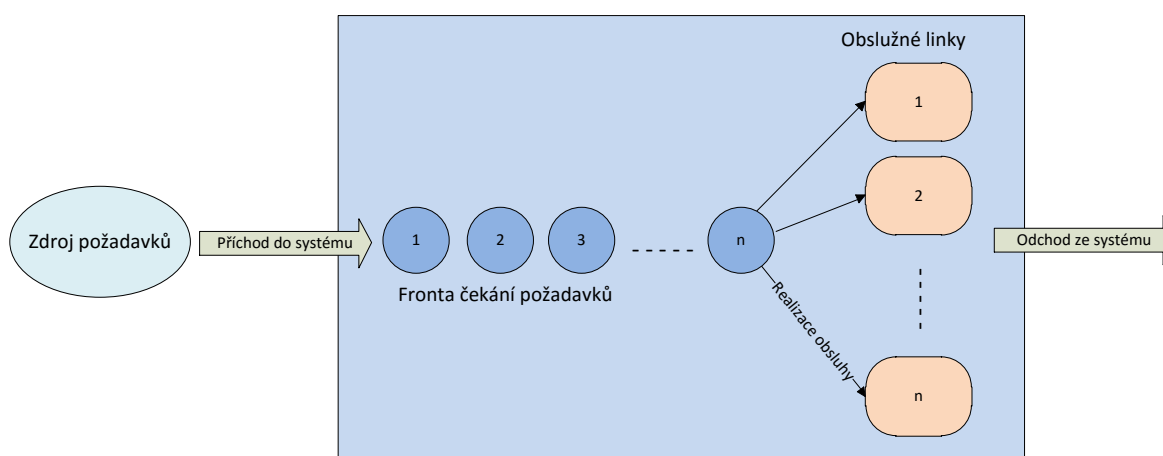 Obslužné linky
1
2
Zdroj požadavků
Příchod do systému
1
2
3
n
Odchod ze systému
Fronta čekání požadavků
Realizace obsluhy
n